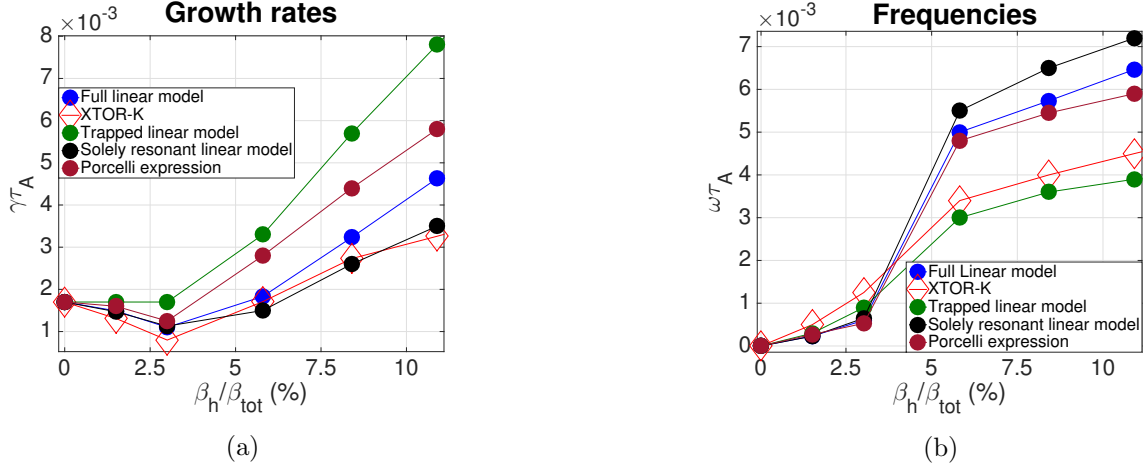 Growth rates
×10⁻³
γτ_A
8
7
6
5
4
3
2
1
Full linear model
XTOR-K
Trapped linear model
Solely resonant linear model
Porcelli expression
0 2.5 5 7.5 10
β_h/β_tot (%)
(a)
Frequencies
×10⁻³
ωτ_A
7
6
5
4
3
2
1
0
Full Linear model
XTOR-K
Trapped linear model
Solely resonant linear model
Porcelli expression
0 2.5 5 7.5 10
β_h/β_tot (%)
(b)